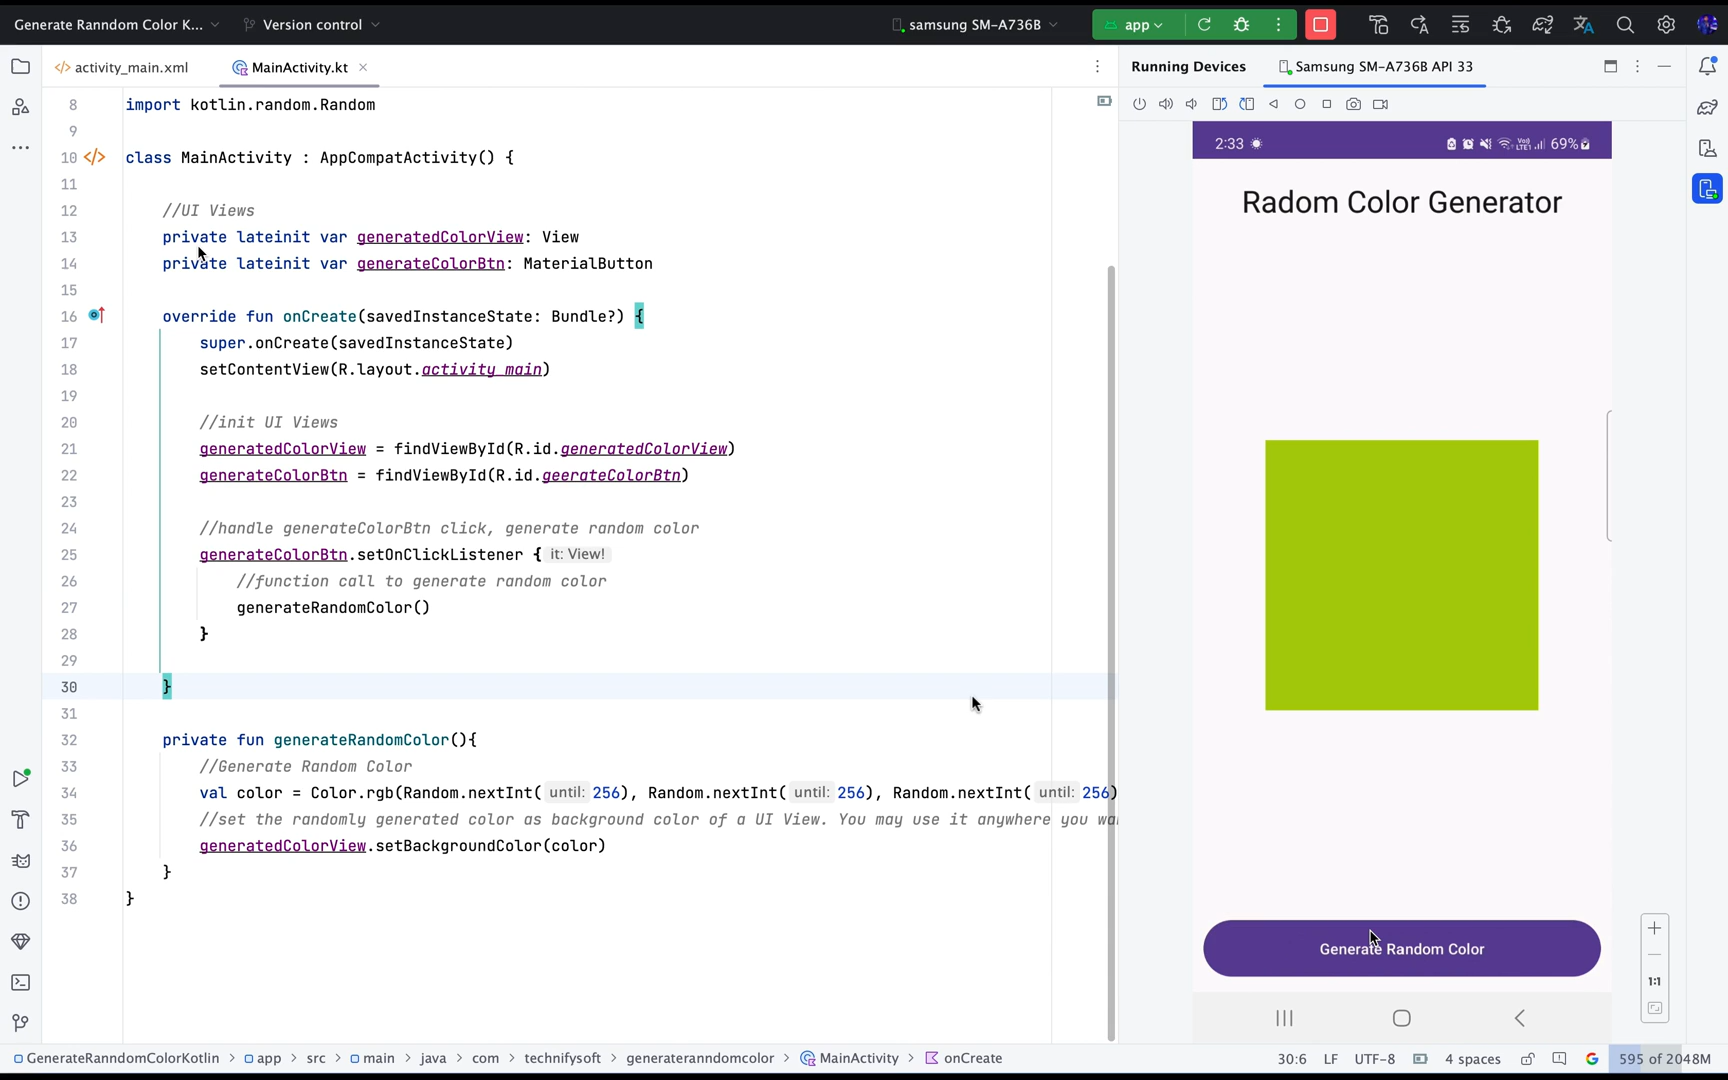 Generate Ranndom Color K...
Version control
samsung SM-A736B
app
activity_main.xml
MainActivity.kt
Running Devices
Samsung SM-A736B API 33
8 import kotlin.random.Random
9
10 class MainActivity : AppCompatActivity() {
11
12 //UI Views
13 private lateinit var generatedColorView: View
14 private lateinit var generateColorBtn: MaterialButton
15
16 override fun onCreate(savedInstanceState: Bundle?) {
17 super.onCreate(savedInstanceState)
18 setContentView(R.layout.activity_main)
19
20 //init UI Views
21 generatedColorView = findViewById(R.id.generatedColorView)
22 generateColorBtn = findViewById(R.id.geerateColorBtn)
23
24 //handle generateColorBtn click, generate random color
25 generateColorBtn.setOnClickListener { it: View!
26 //function call to generate random color
27 generateRandomColor()
28 }
29
30 }
31
32 private fun generateRandomColor(){
33 //Generate Random Color
34 val color = Color.rgb(Random.nextInt( until: 256), Random.nextInt( until: 256), Random.nextInt( until: 256)
35 //set the randomly generated color as background color of a UI View. You may use it anywhere you
36 generatedColorView.setBackgroundColor(color)
37 }
38 }
2:33
69%
Radom Color Generator
Generate Random Color
1:1
GenerateRanndomColorKotlin > app > src > main > java > com > technifysoft > generateranndomcolor > MainActivity > onCreate
30:6 LF UTF-8 4 spaces 595 of 2048M